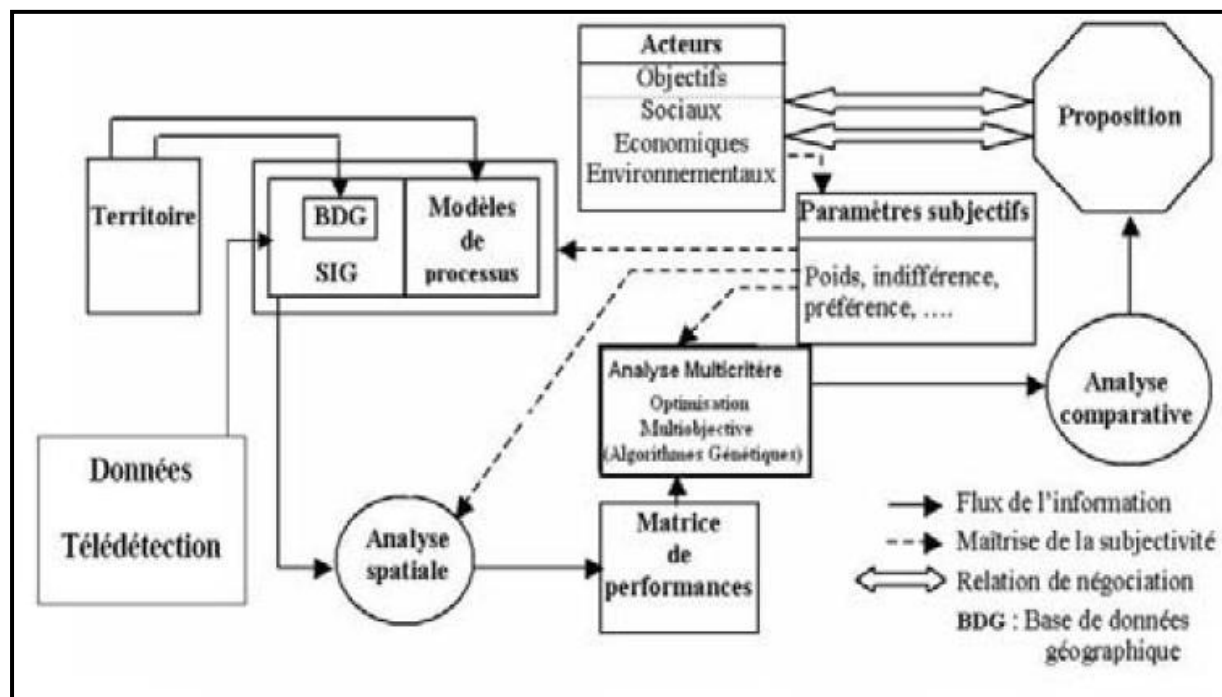 Acteurs
Objectifs
Sociaux
Economiques
Environnementaux
Proposition
Territoire
BDG
SIG
Modèles
de
processus
Paramètres subjectifs
Poids, indifférence,
préférence, ….
Analyse Multicritère
Optimisation
Multiobjective
(Algorithmes Génétiques)
Analyse
comparative
Données
Télédétection
Analyse
spatiale
Matrice
de
performances
Flux de l’information
Maîtrise de la subjectivité
Relation de négociation
BDG : Base de données
géographique